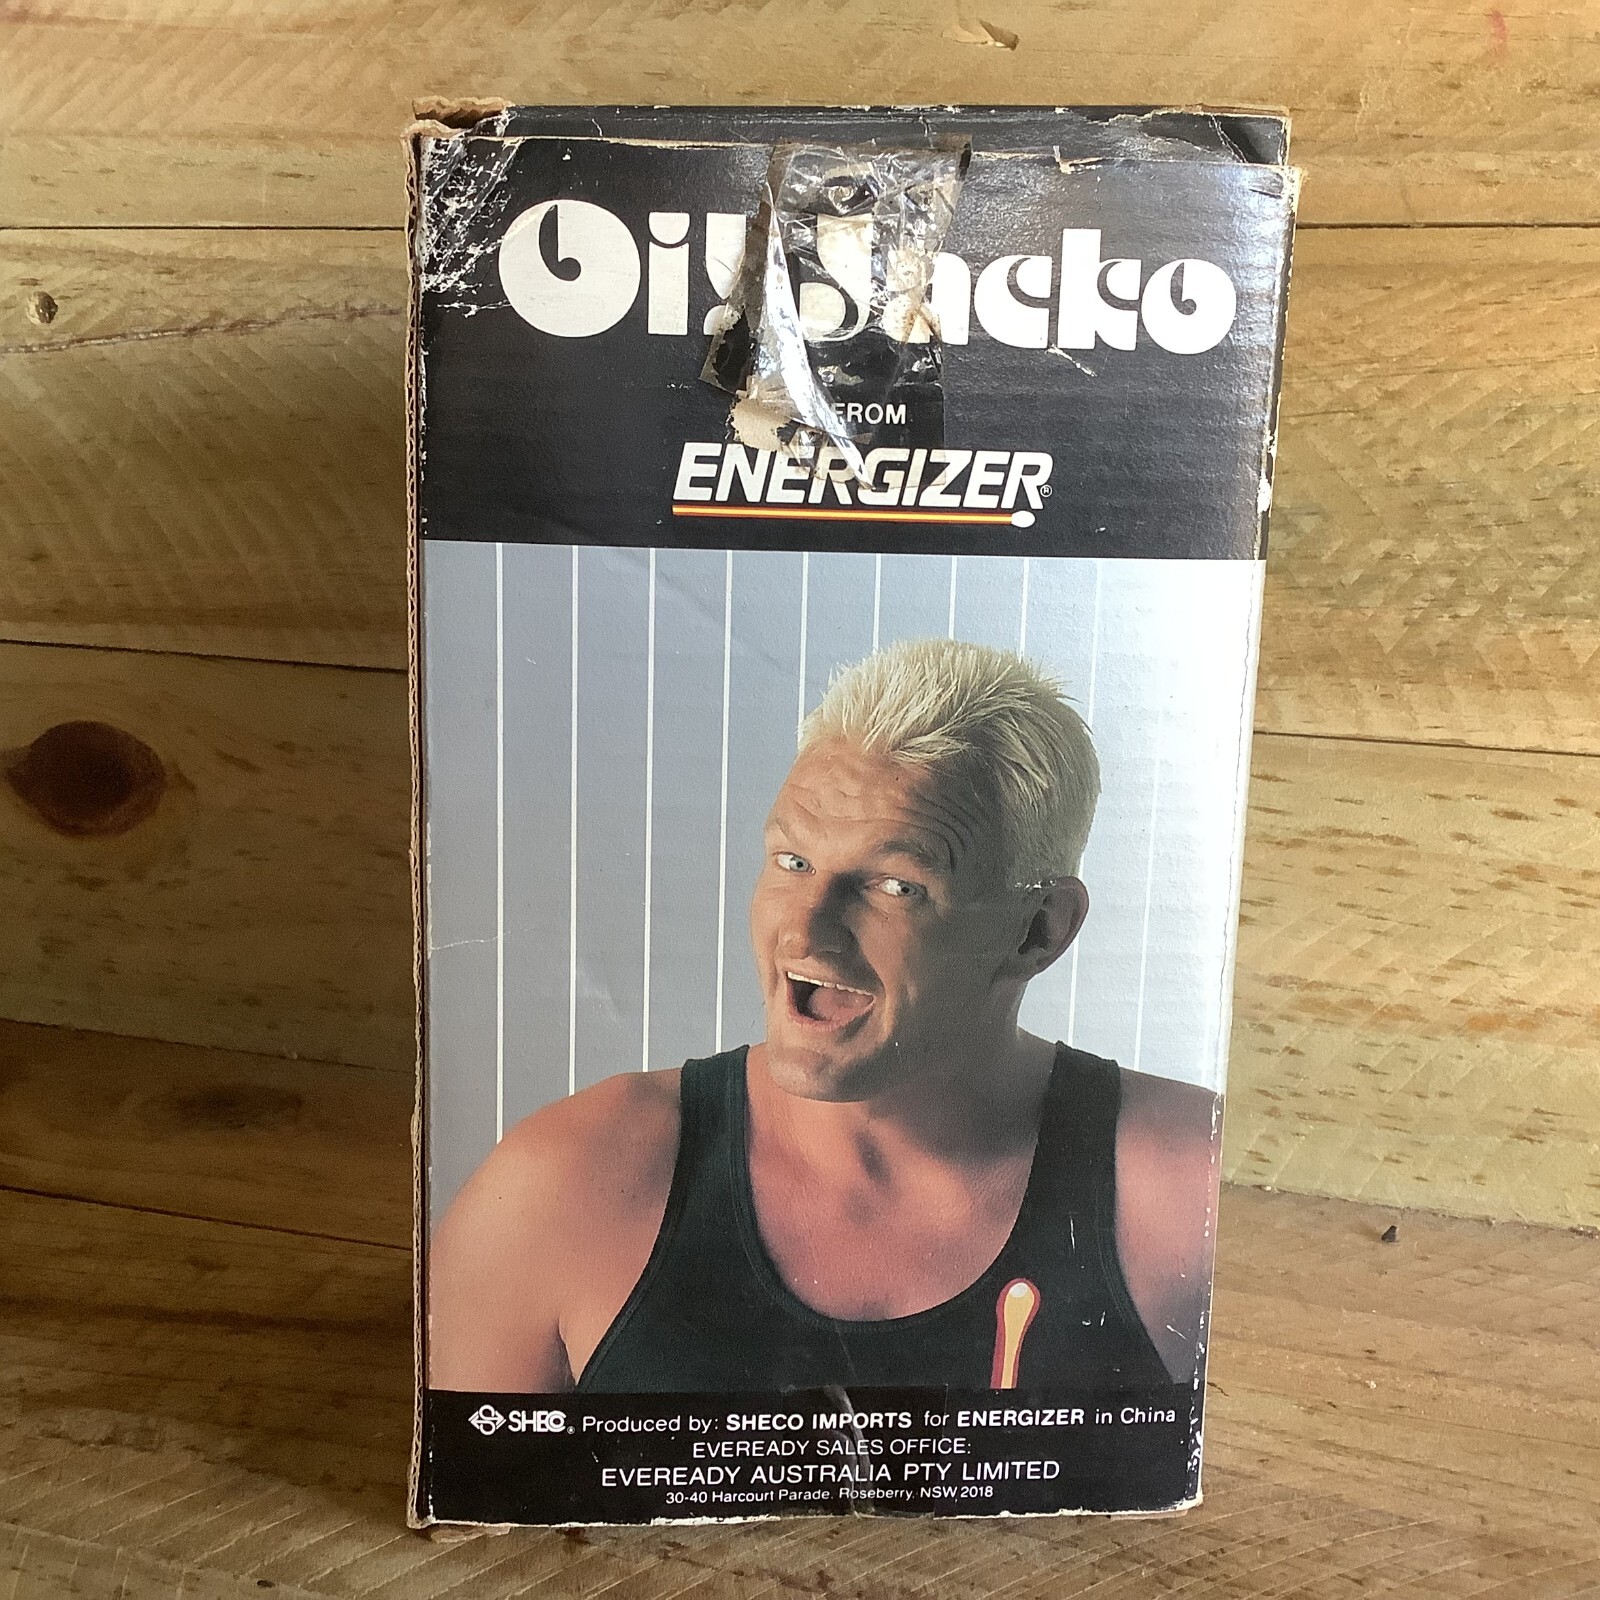 Oi! Jacko
FROM
ENERGIZER®
SHECO® Produced by: SHECO IMPORTS for ENERGIZER in China
EVEREADY SALES OFFICE:
EVEREADY AUSTRALIA PTY LIMITED
30-40 Harcourt Parade, Roseberry, NSW 2018